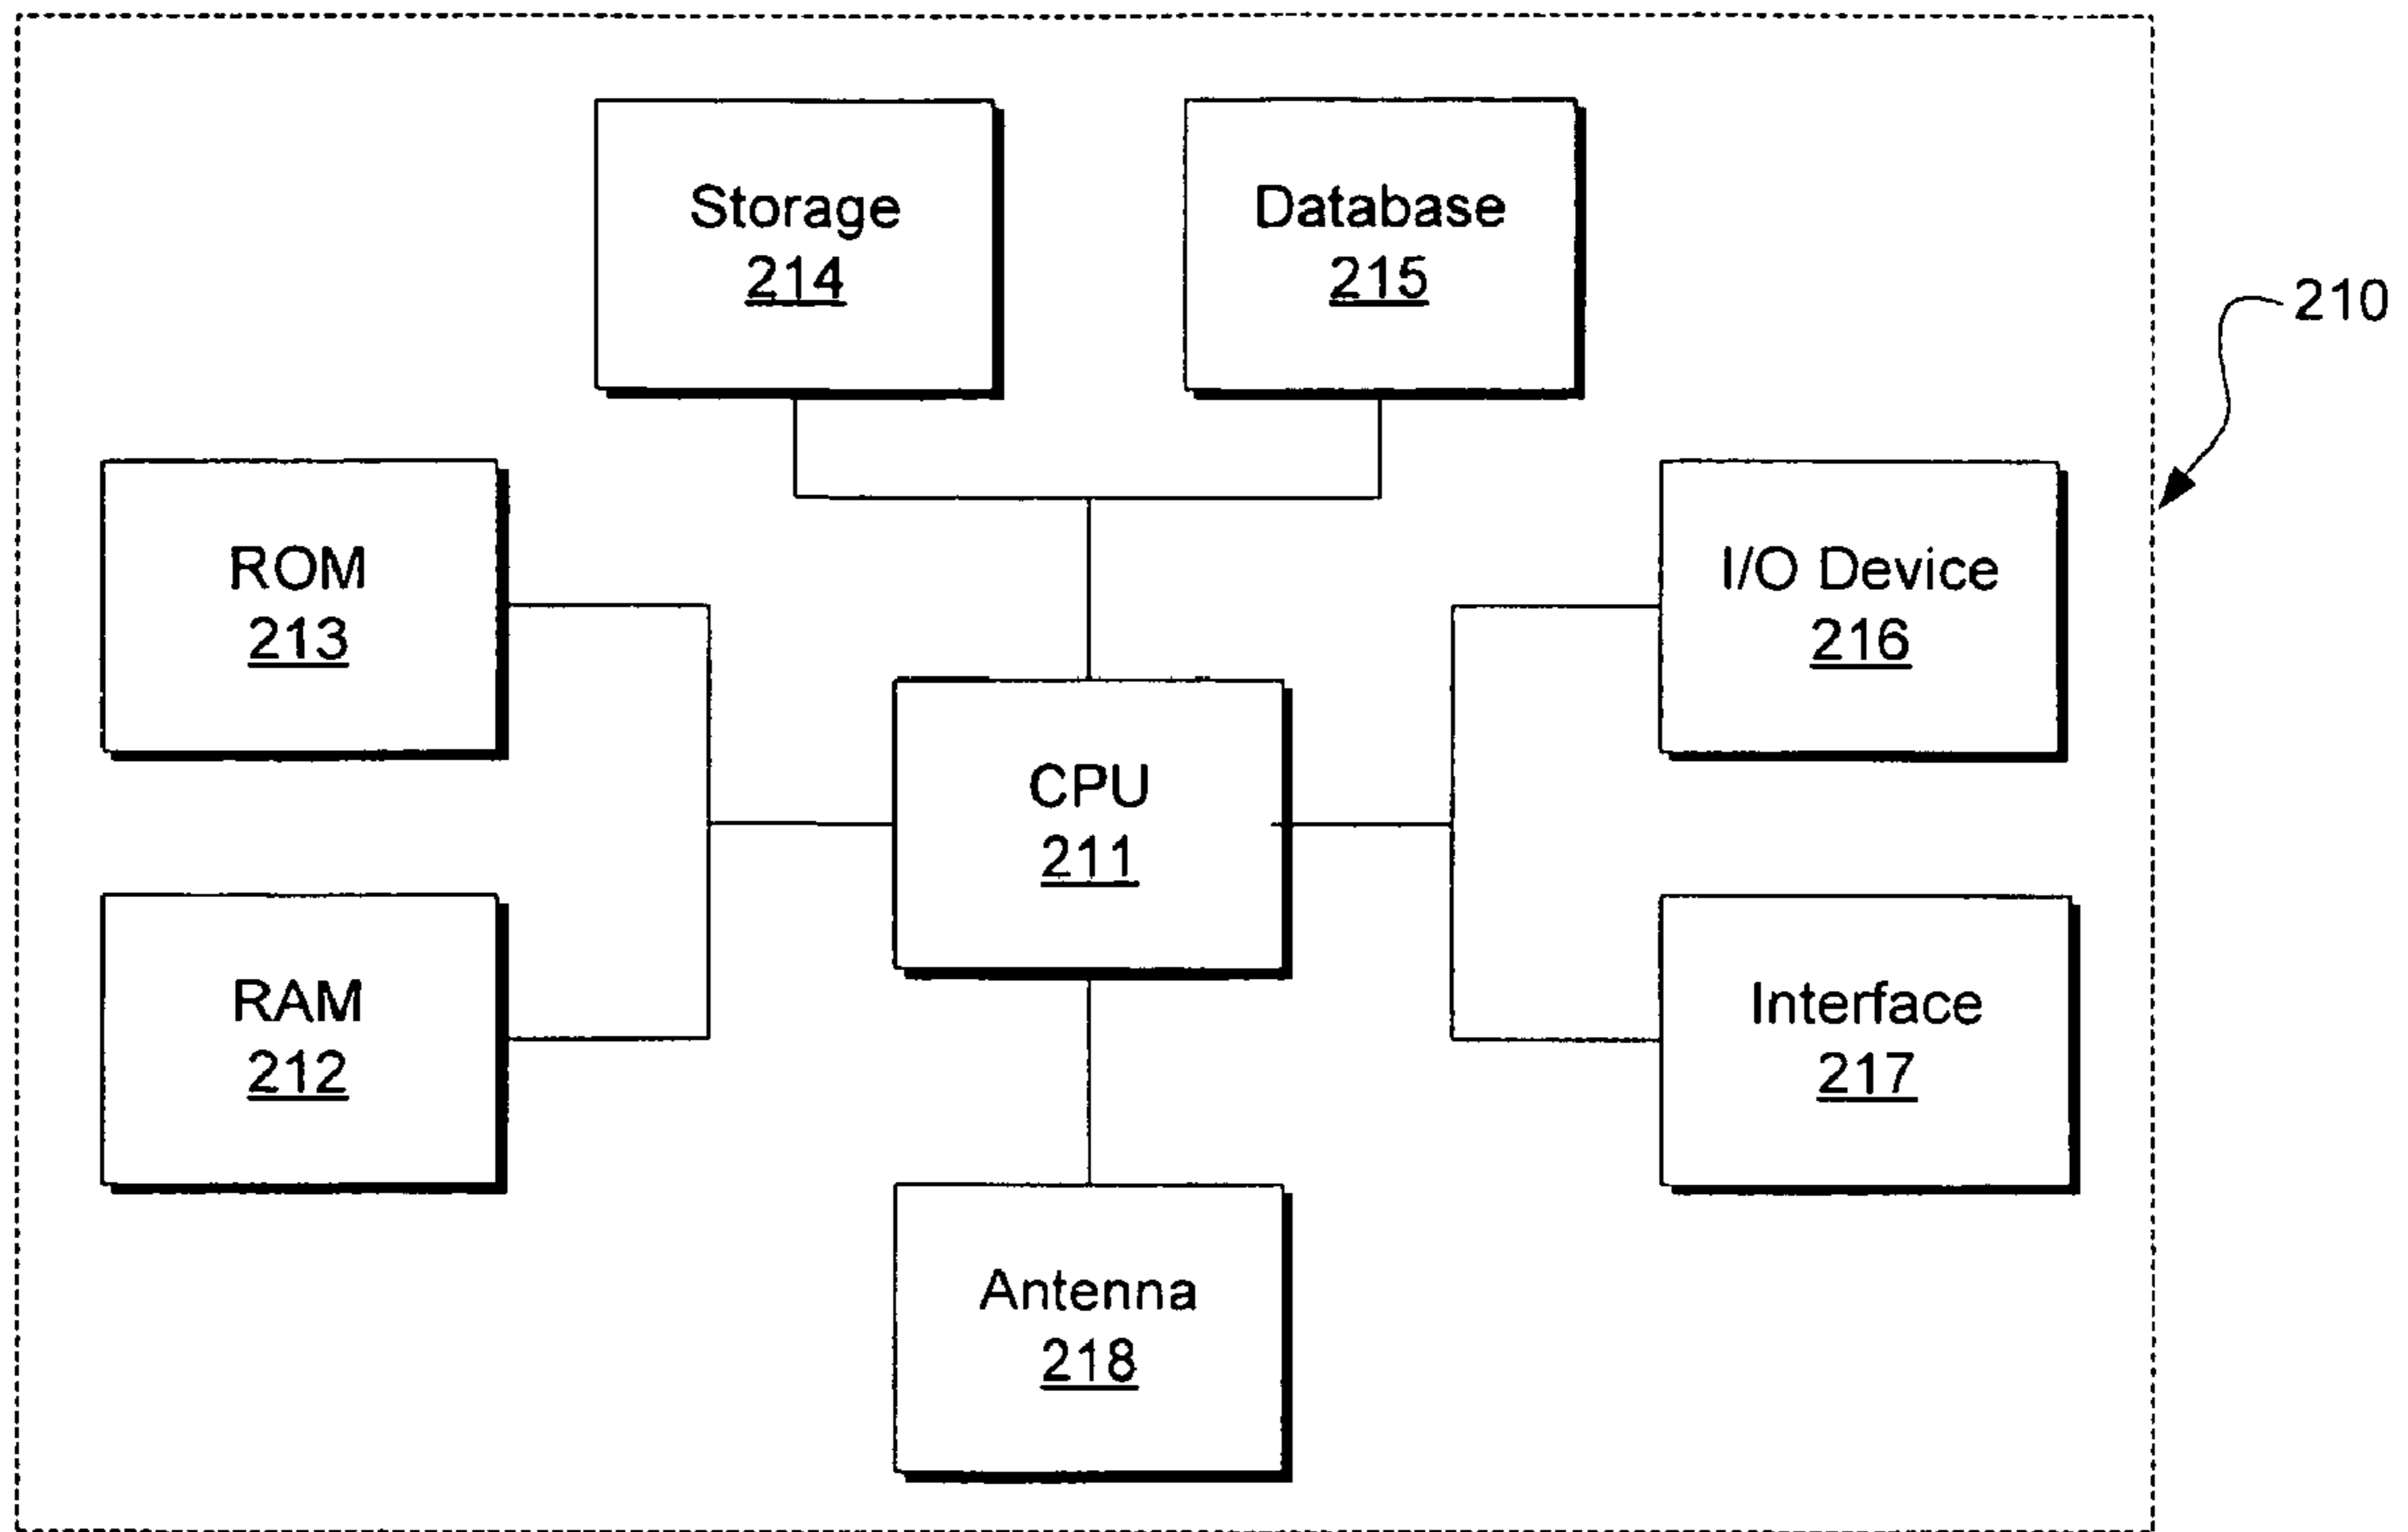 Storage
214
Database
215
210
ROM
213
I/O Device
216
CPU
211
RAM
212
Interface
217
Antenna
218